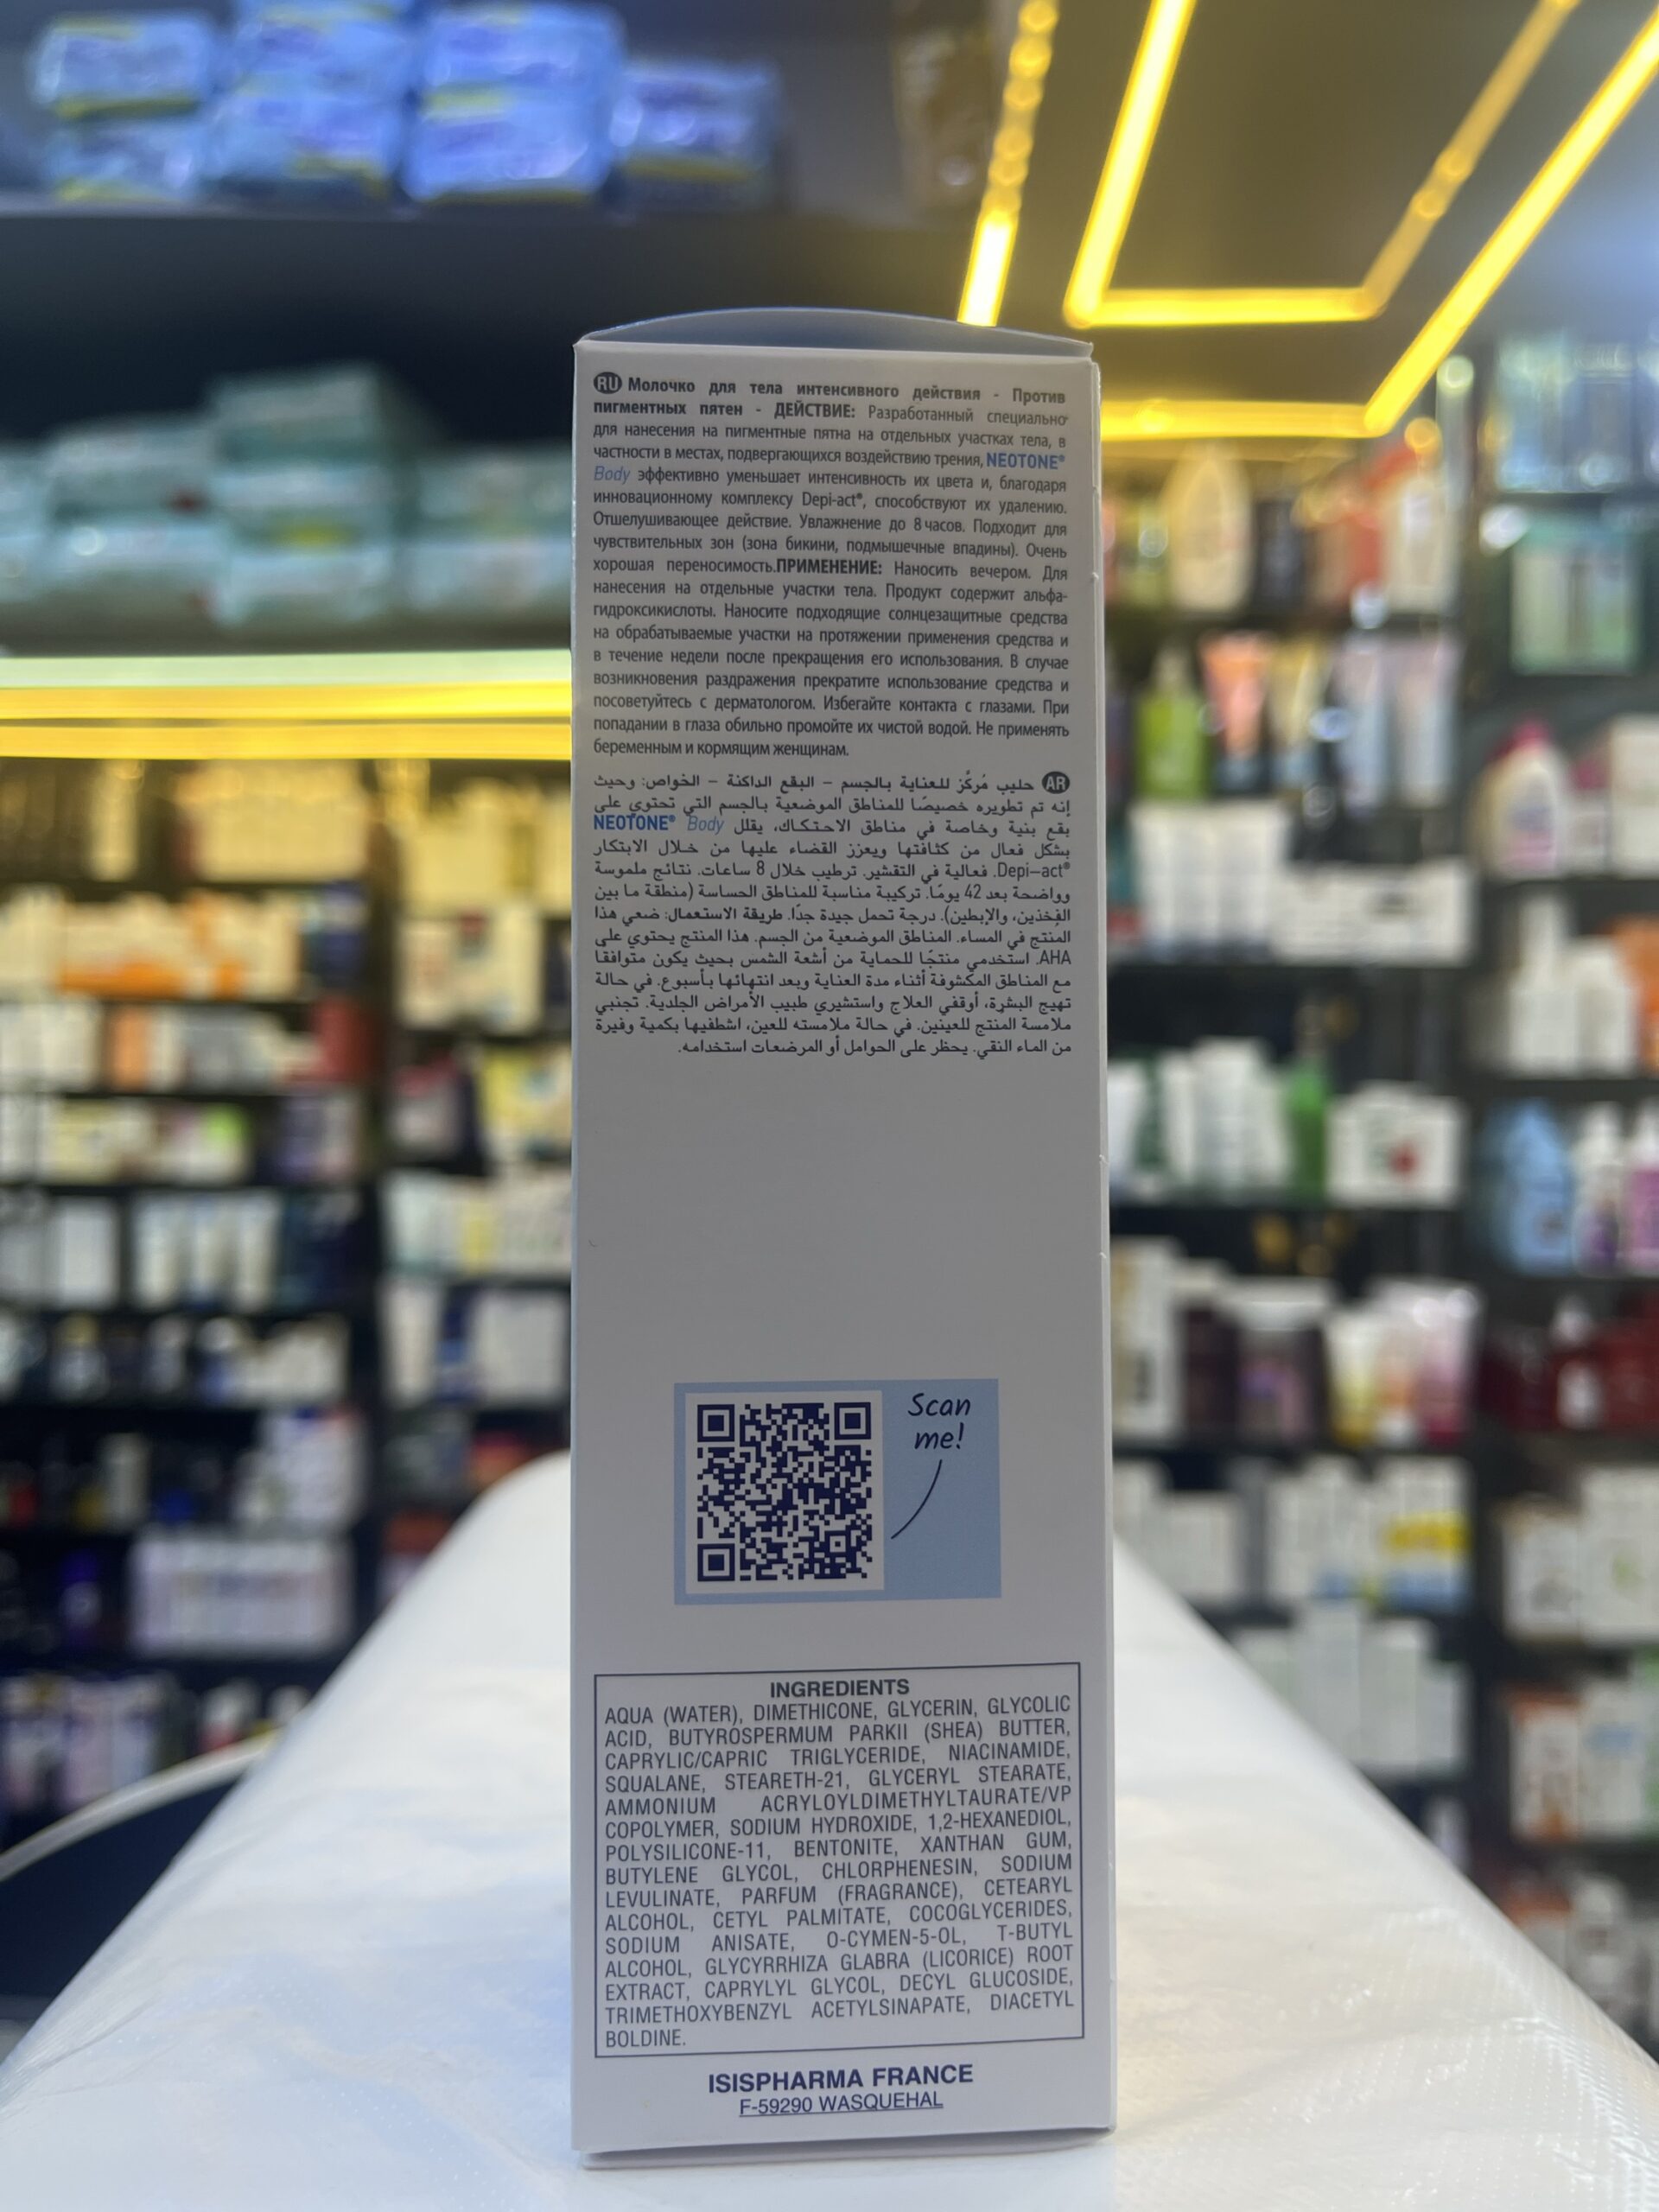 RU Молочко для тела интенсивного действия - Против
пигментных пятен - ДЕЙСТВИЕ: Разработанный специально
для нанесения на пигментные пятна на отдельных участках тела, в
частности в местах, подвергающихся воздействию трения, NEOTONE®
Body эффективно уменьшает интенсивность их цвета и, благодаря
инновационному комплексу Depi-act®, способствуют их удалению.
Отшелушивающее действие. Увлажнение до 8 часов. Подходит для
чувствительных зон (зона бикини, подмышечные впадины). Очень
хорошая переносимость.ПРИМЕНЕНИЕ: Наносить вечером. Для
нанесения на отдельные участки тела. Продукт содержит альфа-
гидроксикислоты. Наносите подходящие солнцезащитные средства
на обрабатываемые участки на протяжении применения средства и
в течение недели после прекращения его использования. В случае
возникновения раздражения прекратите использование средства и
посоветуйтесь с дерматологом. Избегайте контакта с глазами. При
попадании в глаза обильно промойте их чистой водой. Не применять
беременным и кормящим женщинам.
AR حليب مُركَّز للعناية بالجسم – البقع الداكنة – الخواص: وحيث
إنه تم تطويره خصيصًا للمناطق الموضعية بالجسم التي تحتوي على
بقع بنية وخاصة في مناطق الاحتكاك، يقلل NEOTONE® Body
بشكل فعال من كثافتها ويعزز القضاء عليها من خلال الابتكار
Depi–act®. فعالية في التقشير. ترطيب خلال 8 ساعات. نتائج ملموسة
وواضحة بعد 42 يومًا. تركيبة مناسبة للمناطق الحساسة (منطقة ما بين
الفخذين، والإبطين). درجة تحمل جيدة جدًا. طريقة الاستعمال: ضعي هذا
المنتج في المساء. المناطق الموضعية من الجسم. هذا المنتج يحتوي على
AHA. استخدمي منتجًا للحماية من أشعة الشمس بحيث يكون متوافقًا
مع المناطق المكشوفة أثناء مدة العناية وبعد انتهائها بأسبوع. في حالة
تهيج البشرة، أوقفي العلاج واستشيري طبيب الأمراض الجلدية. تجنبي
ملامسة المنتج للعينين. في حالة ملامسته للعين، اشطفيها بكمية وفيرة
من الماء النقي. يحظر على الحوامل أو المرضعات استخدامه.
Scan
me!
INGREDIENTS
AQUA (WATER), DIMETHICONE, GLYCERIN, GLYCOLIC
ACID, BUTYROSPERMUM PARKII (SHEA) BUTTER,
CAPRYLIC/CAPRIC TRIGLYCERIDE, NIACINAMIDE,
SQUALANE, STEARETH-21, GLYCERYL STEARATE,
AMMONIUM ACRYLOYLDIMETHYLTAURATE/VP
COPOLYMER, SODIUM HYDROXIDE, 1,2-HEXANEDIOL,
POLYSILICONE-11, BENTONITE, XANTHAN GUM,
BUTYLENE GLYCOL, CHLORPHENESIN, SODIUM
LEVULINATE, PARFUM (FRAGRANCE), CETEARYL
ALCOHOL, CETYL PALMITATE, COCOGLYCERIDES,
SODIUM ANISATE, O-CYMEN-5-OL, T-BUTYL
ALCOHOL, GLYCYRRHIZA GLABRA (LICORICE) ROOT
EXTRACT, CAPRYLYL GLYCOL, DECYL GLUCOSIDE,
TRIMETHOXYBENZYL ACETYLSINAPATE, DIACETYL
BOLDINE.
ISISPHARMA FRANCE
F-59290 WASQUEHAL